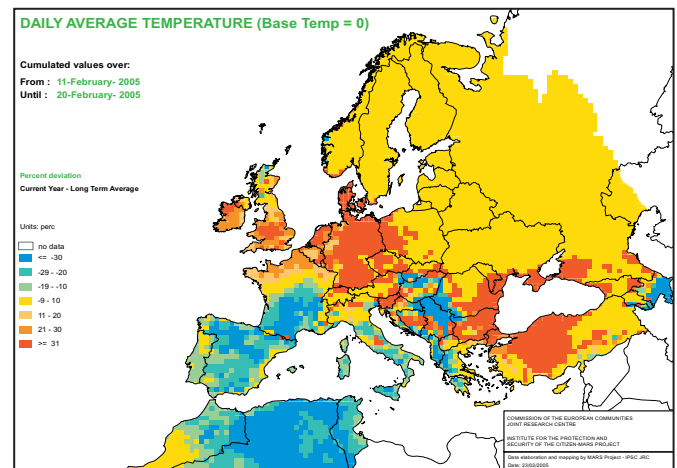 DAILY AVERAGE TEMPERATURE (Base Temp = 0)
Cumulated values over:
From : 11-February- 2005
Until : 20-February- 2005
Percent deviation
Current Year - Long Term Average
Units: perc
no data
<= -30
-29 - -20
-19 - -10
-9 - 10
11 - 20
21 - 30
>= 31
COMMISSION OF THE EUROPEAN COMMUNITIES
JOINT RESEARCH CENTRE
INSTITUTE FOR THE PROTECTION AND
SECURITY OF THE CITIZEN-MARS PROJECT
Data elaboration and mapping by MARS Project - IPSC JRC
Date: 23/02/2005